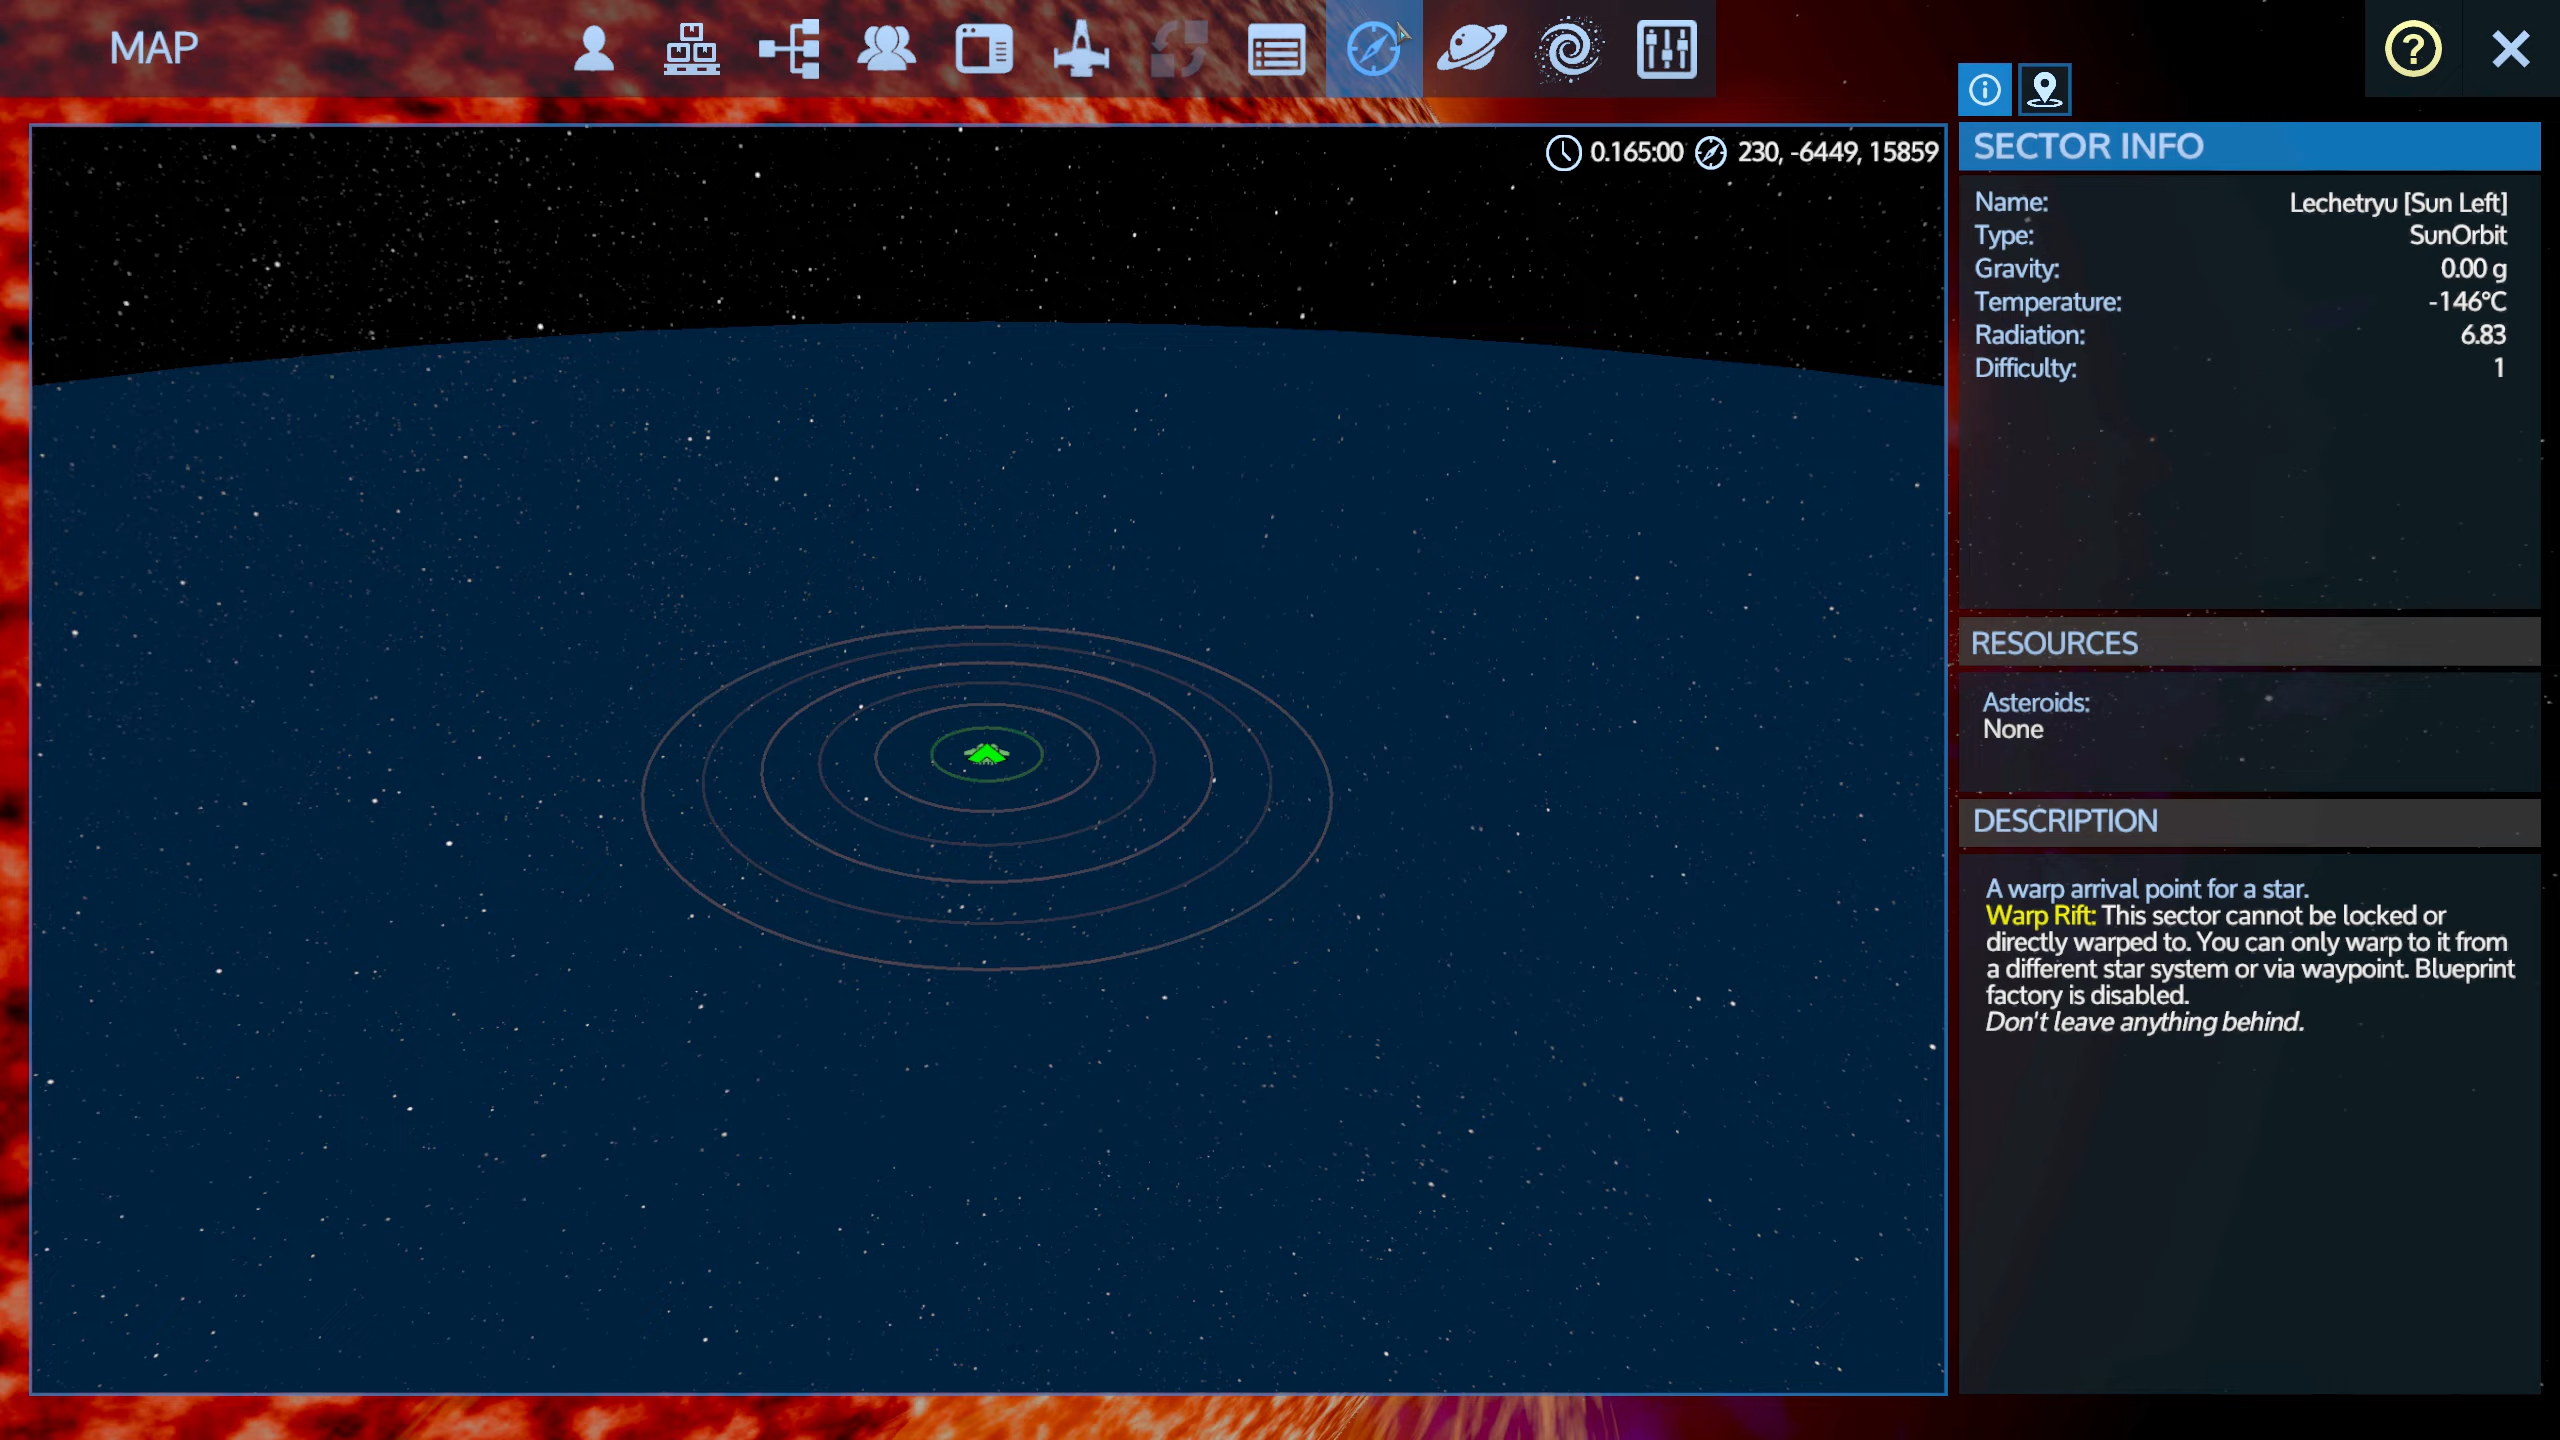 MAP
0.165:00 230, -6449, 15859
SECTOR INFO
Name: Lechetryu [Sun Left]
Type: SunOrbit
Gravity: 0.00 g
Temperature: -146°C
Radiation: 6.83
Difficulty: 1
RESOURCES
Asteroids:
None
DESCRIPTION
A warp arrival point for a star.
Warp Rift: This sector cannot be locked or
directly warped to. You can only warp to it from
a different star system or via waypoint. Blueprint
factory is disabled.
Don't leave anything behind.